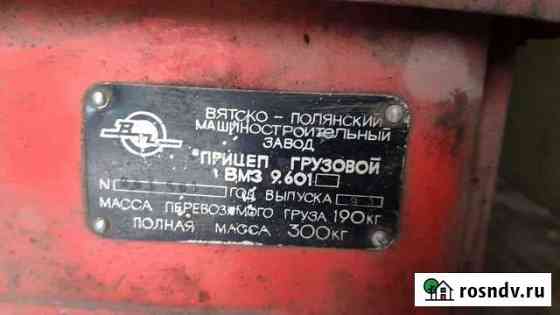 ВЯТСКО - ПОЛЯНСКИЙ
МАШИНОСТРОИТЕЛЬНЫЙ
ЗАВОД
ПРИЦЕП ГРУЗОВОЙ
ВМЗ 9.601
N ГОД ВЫПУСКА
МАССА ПЕРЕВОЗИМОГО ГРУЗА 190КГ
ПОЛНАЯ МАССА 300КГ
rosndv.ru